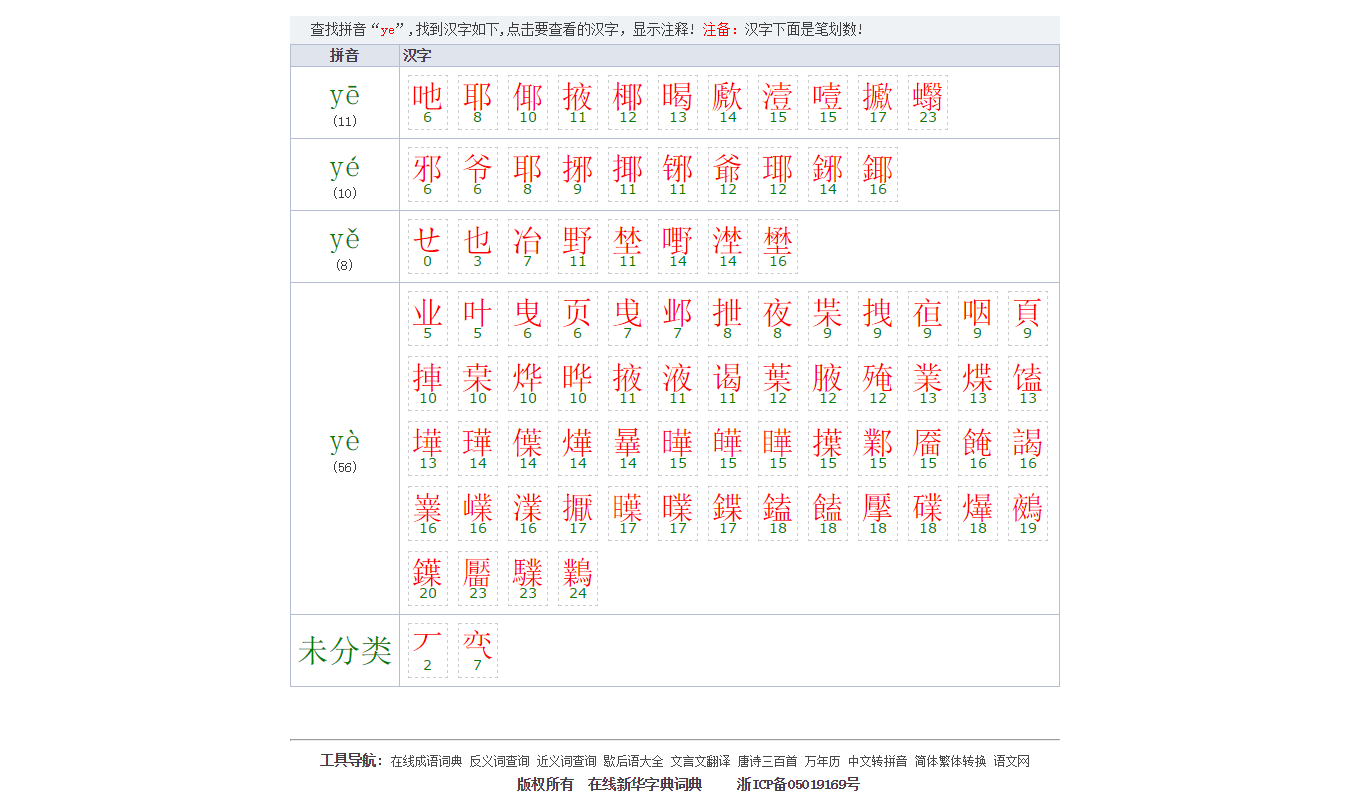 查找拼音“ye”,找到汉字如下,点击要查看的汉字，显示注释! 注备：汉字下面是笔划数!
拼音 汉字
yē
(11)
吔 耶 倻 掖 椰 暍 歋 澐 噎 擨 蠮
6 8 10 11 12 13 14 15 15 17 23
yé
(10)
邪 爷 耶 捓 揶 铘 爺 瑘 鋣 鎁
6 6 8 9 11 11 12 12 14 16
yě
(8)
せ 也 冶 野 埜 嘢 漜 壄
0 3 7 11 11 14 14 16
yè
(56)
业 叶 曳 页 曵 邺 抴 夜 枼 拽 亱 咽 頁
5 5 6 6 7 7 8 8 9 9 9 9 9
捙 枽 烨 晔 掖 液 谒 葉 腋 殗 業 煠 馌
10 10 10 10 11 11 11 12 12 12 13 13 13
墷 瑾 僷 燁 曅 曄 皣 曄 擛 鄴 靥 餣 謁
13 14 14 14 14 15 15 15 15 15 15 16 16
嶪 嶫 澲 擫 曗 瞱 鍱 鎑 饁 擪 礏 爗 鵺
16 16 16 17 17 17 17 18 18 18 18 18 19
鐷 靨 驜 鸈
20 23 23 24
未分类
丆 亪
2 7
工具导航: 在线成语词典 反义词查询 近义词查询 歇后语大全 文言文翻译 唐诗三百首 万年历 中文转拼音 简体繁体转换 语文网
版权所有 在线新华字典词典 浙ICP备05019169号